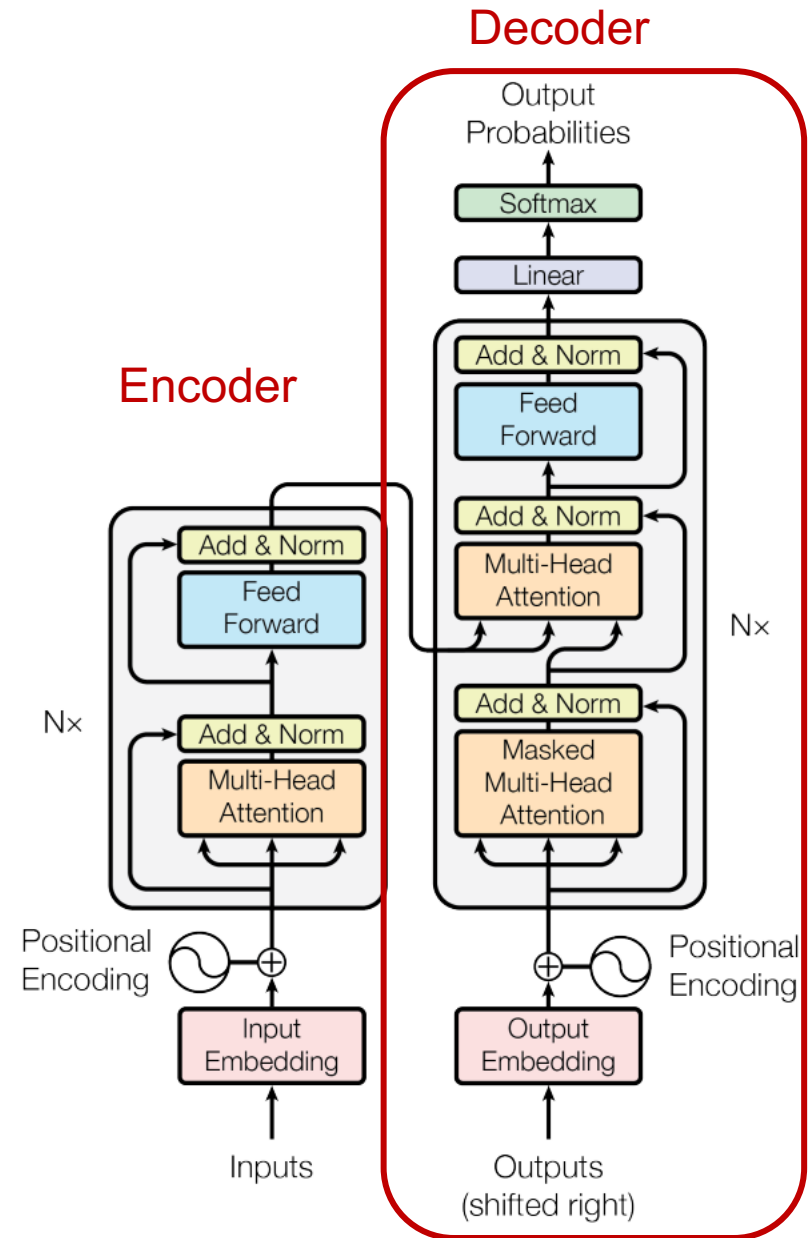 Decoder
Output
Probabilities
Softmax
Linear
Add & Norm
Feed
Forward
Add & Norm
Multi-Head
Attention
Nx
Add & Norm
Masked
Multi-Head
Attention
Positional
Encoding
Output
Embedding
Outputs
(shifted right)
Encoder
Add & Norm
Feed
Forward
Nx
Add & Norm
Multi-Head
Attention
Positional
Encoding
Input
Embedding
Inputs